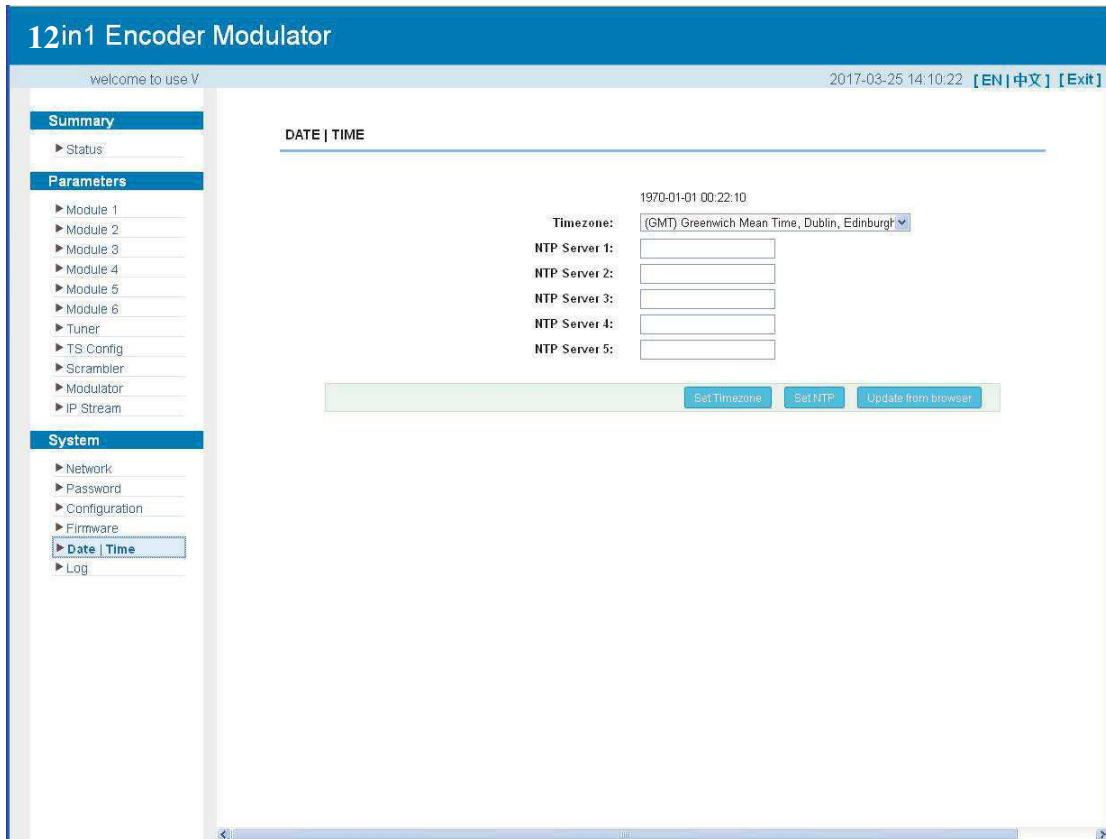 12in1 Encoder Modulator
welcome to use V
2017-03-25 14:10:22 [ EN | 中文 ] [ Exit ]
Summary
Status
Parameters
Module 1
Module 2
Module 3
Module 4
Module 5
Module 6
Tuner
TS Config
Scrambler
Modulator
IP Stream
System
Network
Password
Configuration
Firmware
Date | Time
Log
DATE | TIME
1970-01-01 00:22:10
Timezone: (GMT) Greenwich Mean Time, Dublin, Edinburgh
NTP Server 1:
NTP Server 2:
NTP Server 3:
NTP Server 4:
NTP Server 5:
Set Timezone Set NTP Update from browser